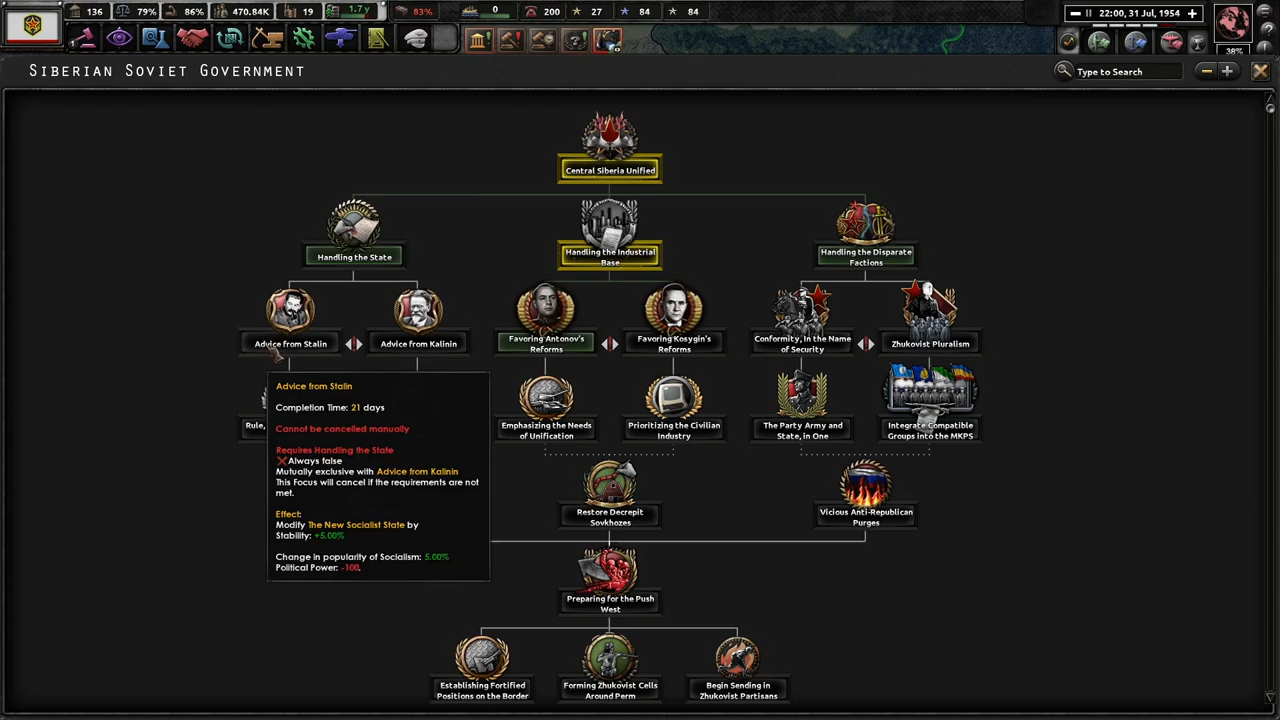 136 79% 86% 470.84K 19 1.7 y 83% 0 200 27 84 84
22:00, 31 Jul, 1954
38%
SIBERIAN SOVIET GOVERNMENT
Type to Search
Central Siberia Unified
Handling the State
Handling the Industrial
Base
Handling the Disparate
Factions
Advice from Stalin
Advice from Kalinin
Favoring Antonov's
Reforms
Favoring Kosygin's
Reforms
Conformity, In the Name
of Security
Zhukovist Pluralism
Rule,
Emphasizing the Needs
of Unification
Prioritizing the Civilian
Industry
The Party Army and
State, in One
Integrate Compatible
Groups into the MKPS
Advice from Stalin
Completion Time: 21 days
Cannot be cancelled manually
Requires Handling the State
Always false
Mutually exclusive with Advice from Kalinin
This Focus will cancel if the requirements are not
met.
Effect:
Modify The New Socialist State by
Stability: +5.00%
Change in popularity of Socialism: 5.00%
Political Power: -100.
Restore Decrepit
Sovkhozes
Vicious Anti-Republican
Purges
Preparing for the Push
West
Establishing Fortified
Positions on the Border
Forming Zhukovist Cells
Around Perm
Begin Sending in
Zhukovist Partisans